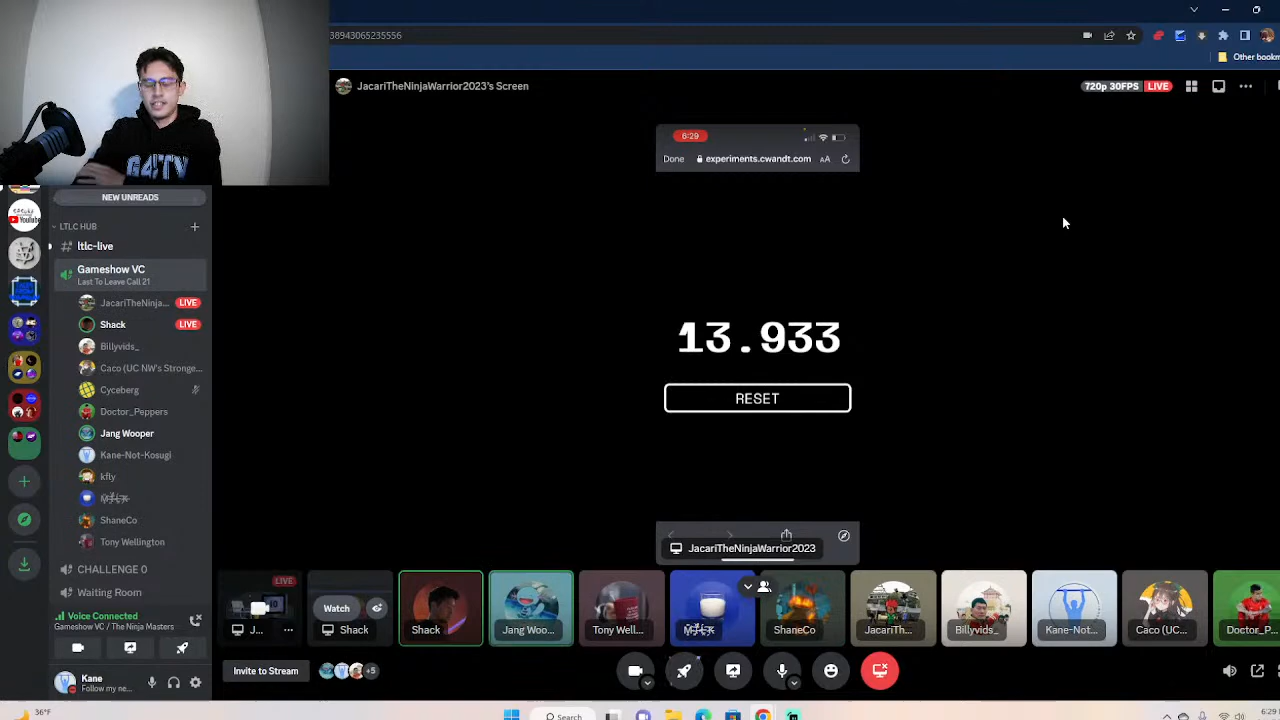 38943065235556
Other bookm
JacariTheNinjaWarrior2023's Screen
720p 30FPS LIVE
6:29
Done experiments.cwandt.com AA
G4TV
NEW UNREADS
LTLC HUB
ltlc-live
Gameshow VC
Last To Leave Call 21
JacariTheNinja... LIVE
Shack LIVE
Billyvids_
Caco (UC NW's Stronge...
Cyceberg
Doctor_Peppers
Jang Wooper
Kane-Not-Kosugi
kfly
ShaneCo
Tony Wellington
CHALLENGE 0
Waiting Room
13.933
RESET
JacariTheNinjaWarrior2023
LIVE
J...
Watch
Shack
Shack
Jang Woo...
Tony Well...
ShaneCo
JacariTh...
Billyvids_
Kane-Not...
Caco (UC...
Doctor_P...
Voice Connected
Gameshow VC / The Ninja Masters
Invite to Stream
+5
Kane
Follow my ne...
36°F
Search
6:29